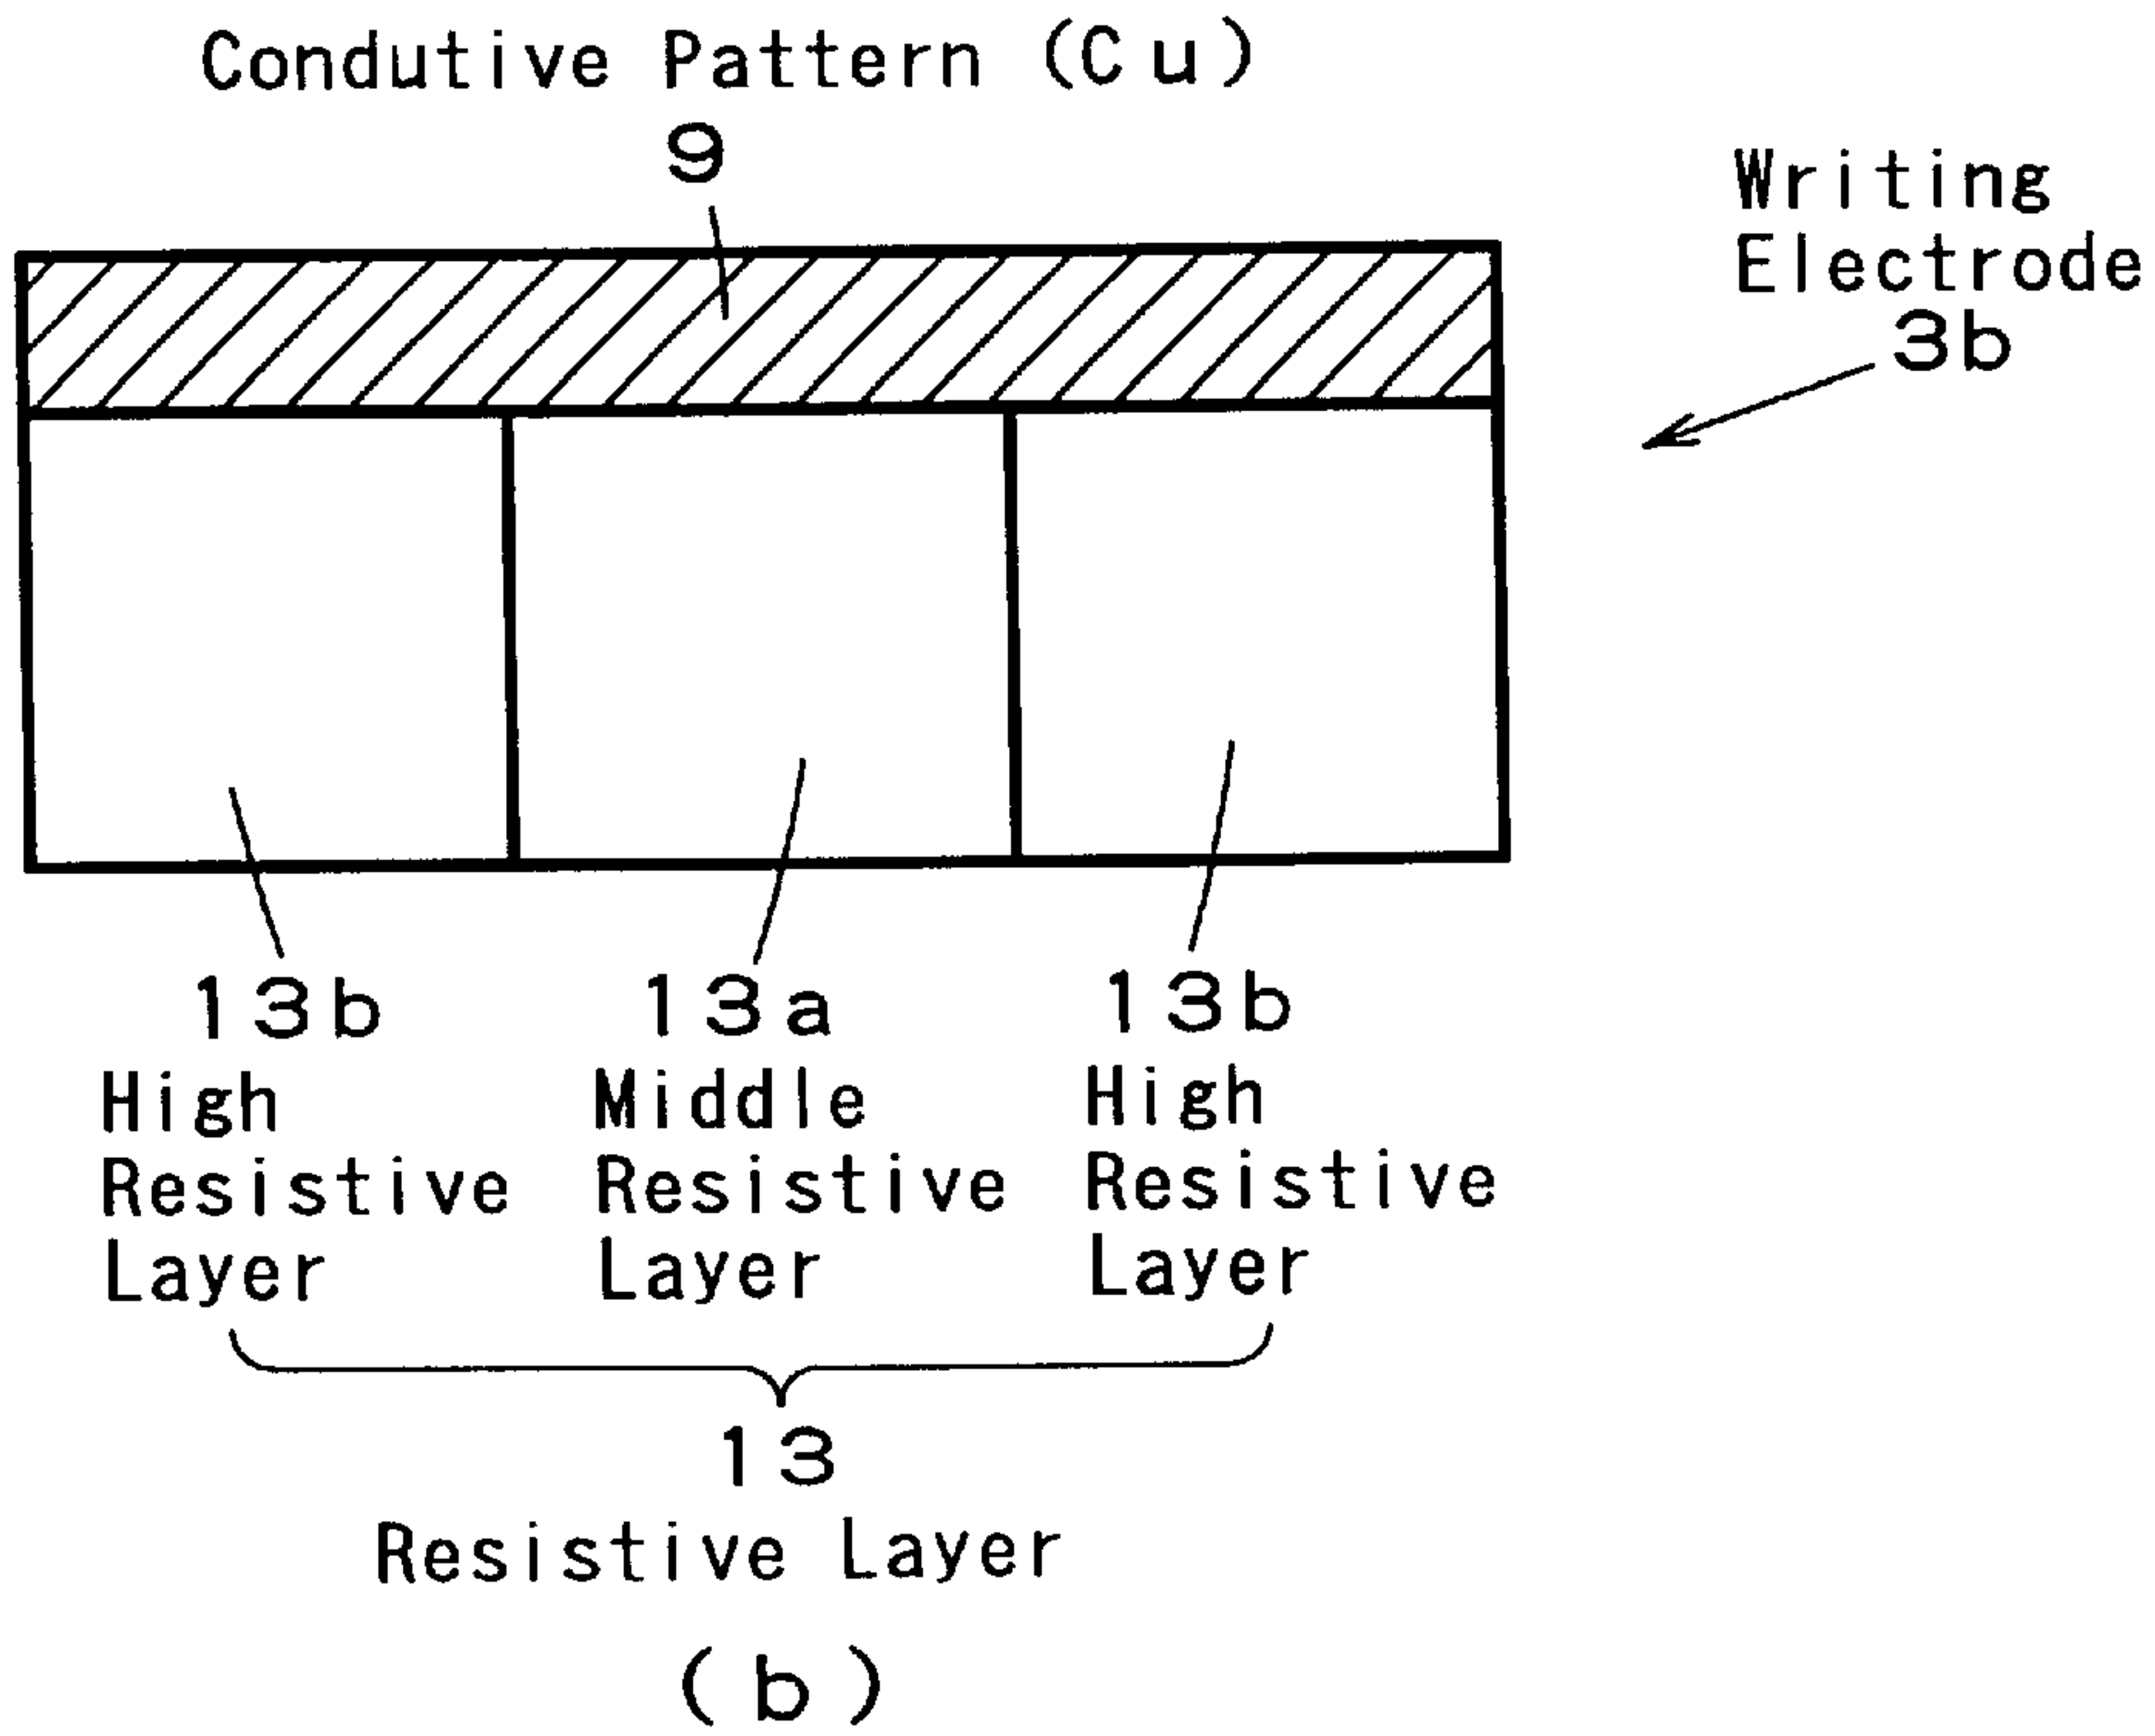 Condutive Pattern (Cu)
9
Writing
Electrode
3b
13b
High
Resistive
Layer
13a
Middle
Resistive
Layer
13b
High
Resistive
Layer
13
Resistive Layer
(b)